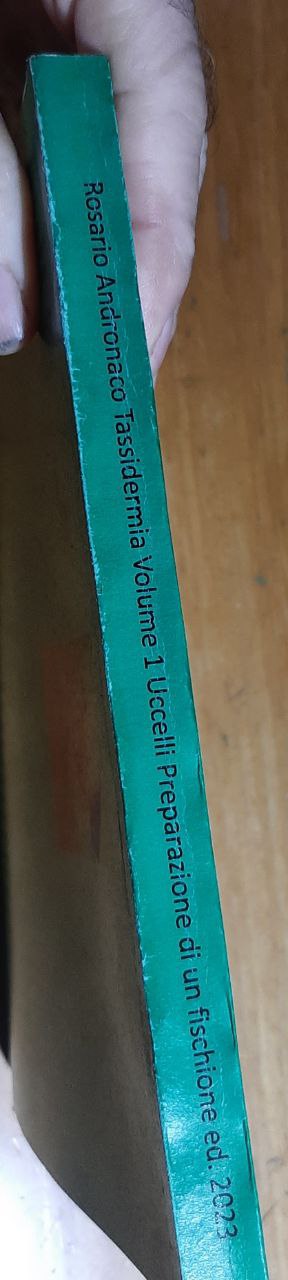 Rosario Andronaco Tassidermia Volume 1 Uccelli Preparazione di un fischione ed. 2023